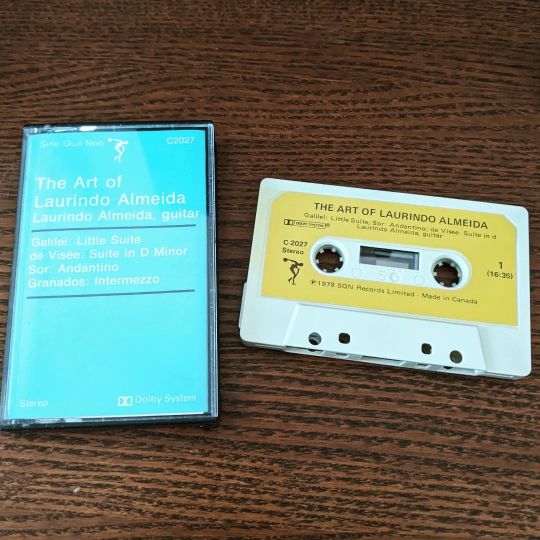 Sine Qua Non C2027
The Art of
Laurindo Almeida
Laurindo Almeida, guitar
Galilei: Little Suite
de Visée: Suite in D Minor
Sor: Andantino
Granados: Intermezzo
Stereo Dolby System
THE ART OF LAURINDO ALMEIDA
Galilei: Little Suite; Sor: Andantino; de Visée: Suite in d
DOLBY SYSTEM Laurindo Almeida, guitar
C-2027
Stereo
1
(16:35)
℗1978 SQN Records Limited - Made in Canada